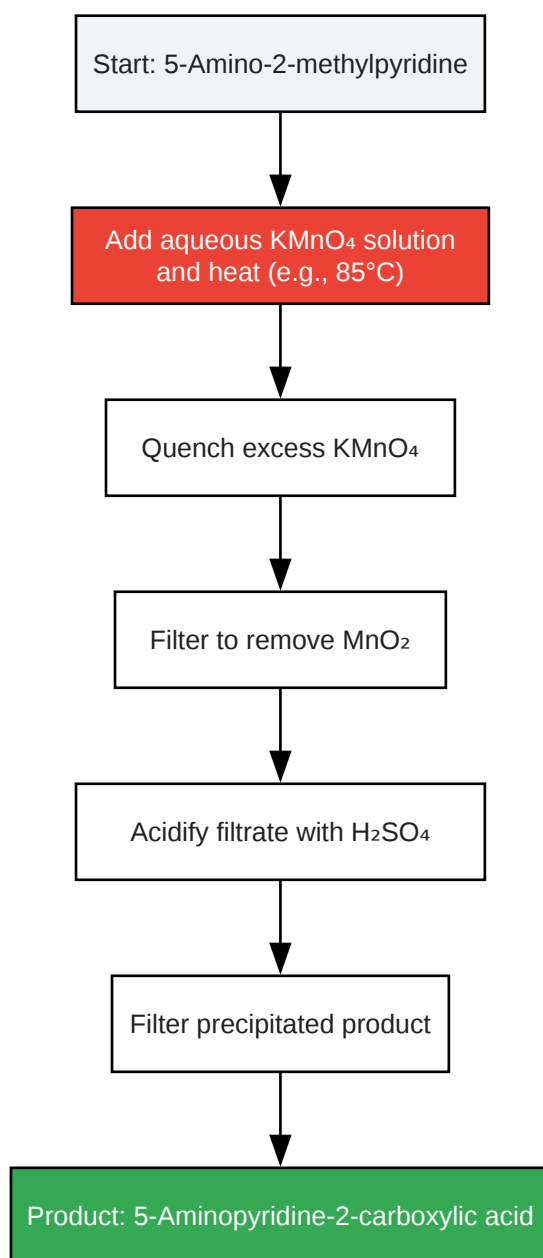 Start: 5-Amino-2-methylpyridine
Add aqueous KMnO₄ solution
and heat (e.g., 85°C)
Quench excess KMnO₄
Filter to remove MnO₂
Acidify filtrate with H₂SO₄
Filter precipitated product
Product: 5-Aminopyridine-2-carboxylic acid